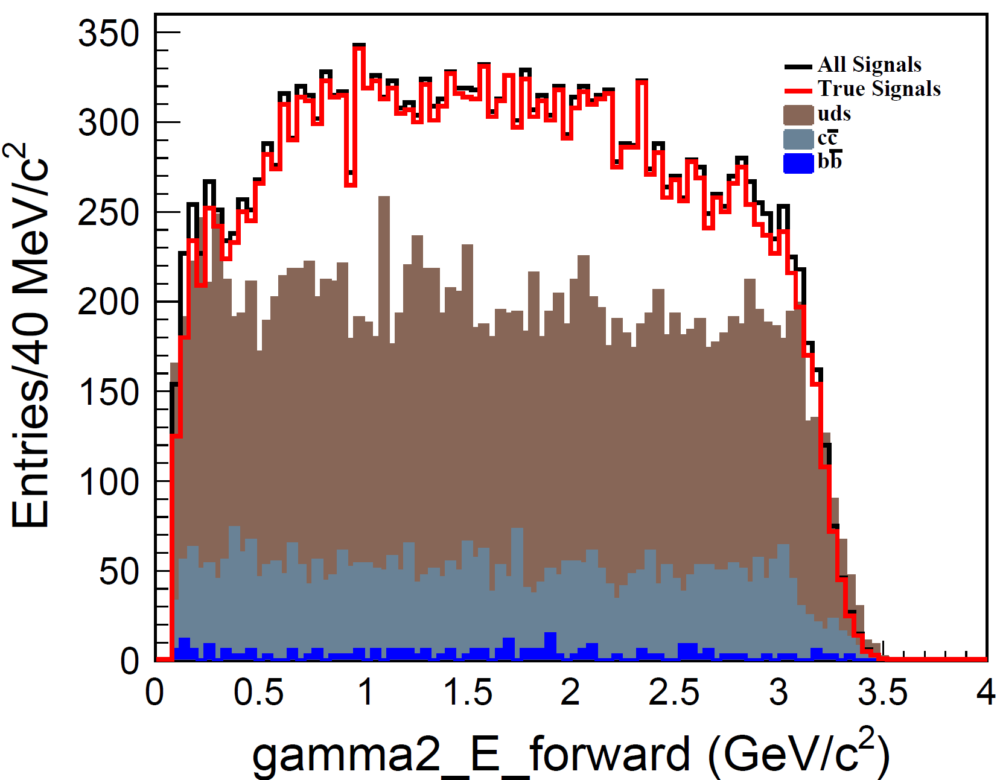 350
300
250
200
150
100
50
0
Entries/40 MeV/c²
All Signals
True Signals
uds
cc̅
bb̅
0 0.5 1 1.5 2 2.5 3 3.5 4
gamma2_E_forward (GeV/c²)